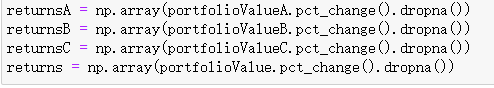 returnsA = np.array(portfolioValueA.pct_change().dropna())
returnsB = np.array(portfolioValueB.pct_change().dropna())
returnsC = np.array(portfolioValueC.pct_change().dropna())
returns = np.array(portfolioValue.pct_change().dropna())